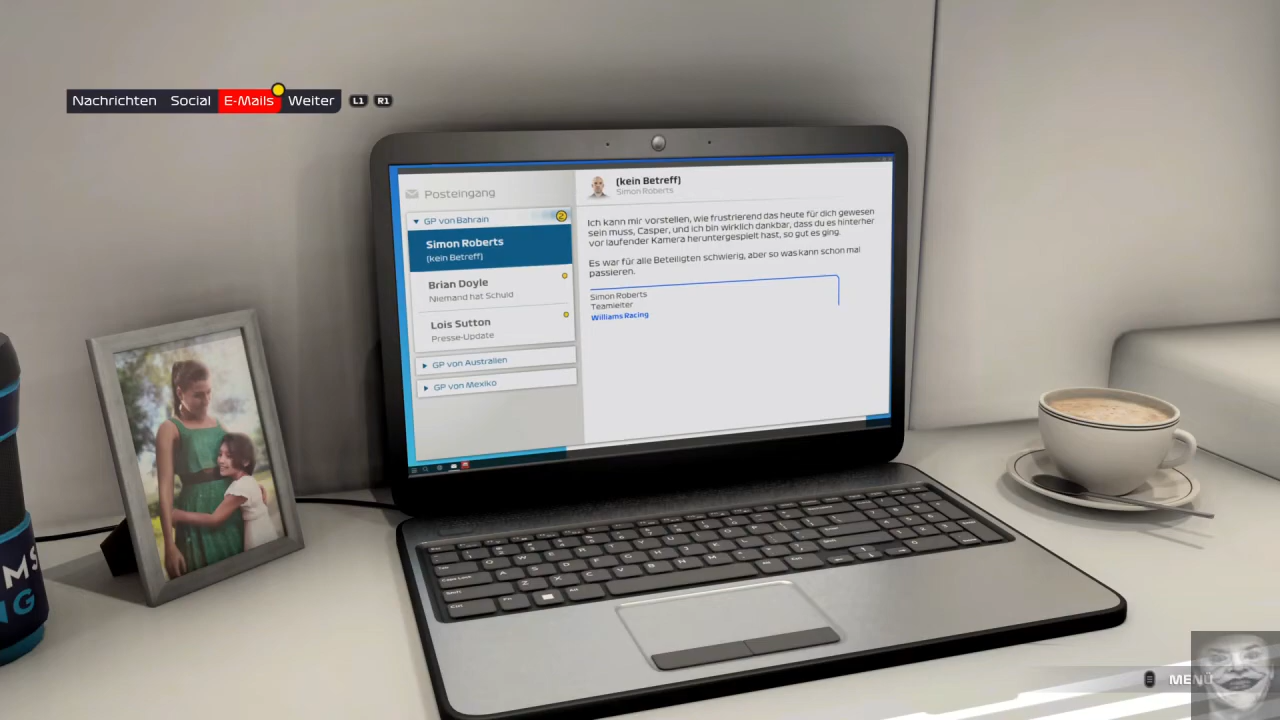 Nachrichten Social E-Mails Weiter L1 R1
Posteingang
GP von Bahrain 2
Simon Roberts
(kein Betreff)
Brian Doyle
Niemand hat Schuld
Lois Sutton
Presse-Update
GP von Australien
GP von Mexiko
(kein Betreff)
Simon Roberts
Ich kann mir vorstellen, wie frustrierend das heute für dich gewesen
sein muss, Casper, und ich bin wirklich dankbar, dass du es hinterher
vor laufender Kamera heruntergespielt hast, so gut es ging.
Es war für alle Beteiligten schwierig, aber so was kann schon mal
passieren.
Simon Roberts
Teamleiter
Williams Racing
MS
NG
MENÜ